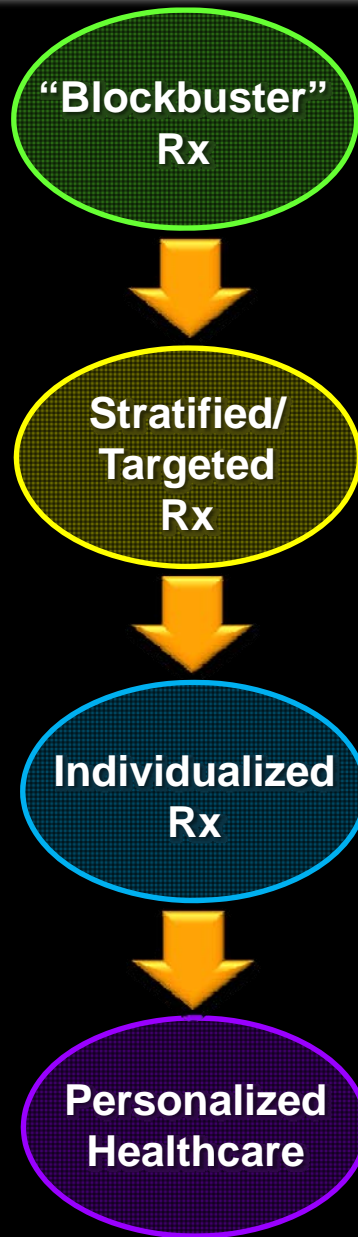 “Blockbuster”
Rx
Stratified/
Targeted
Rx
Individualized
Rx
Personalized
Healthcare